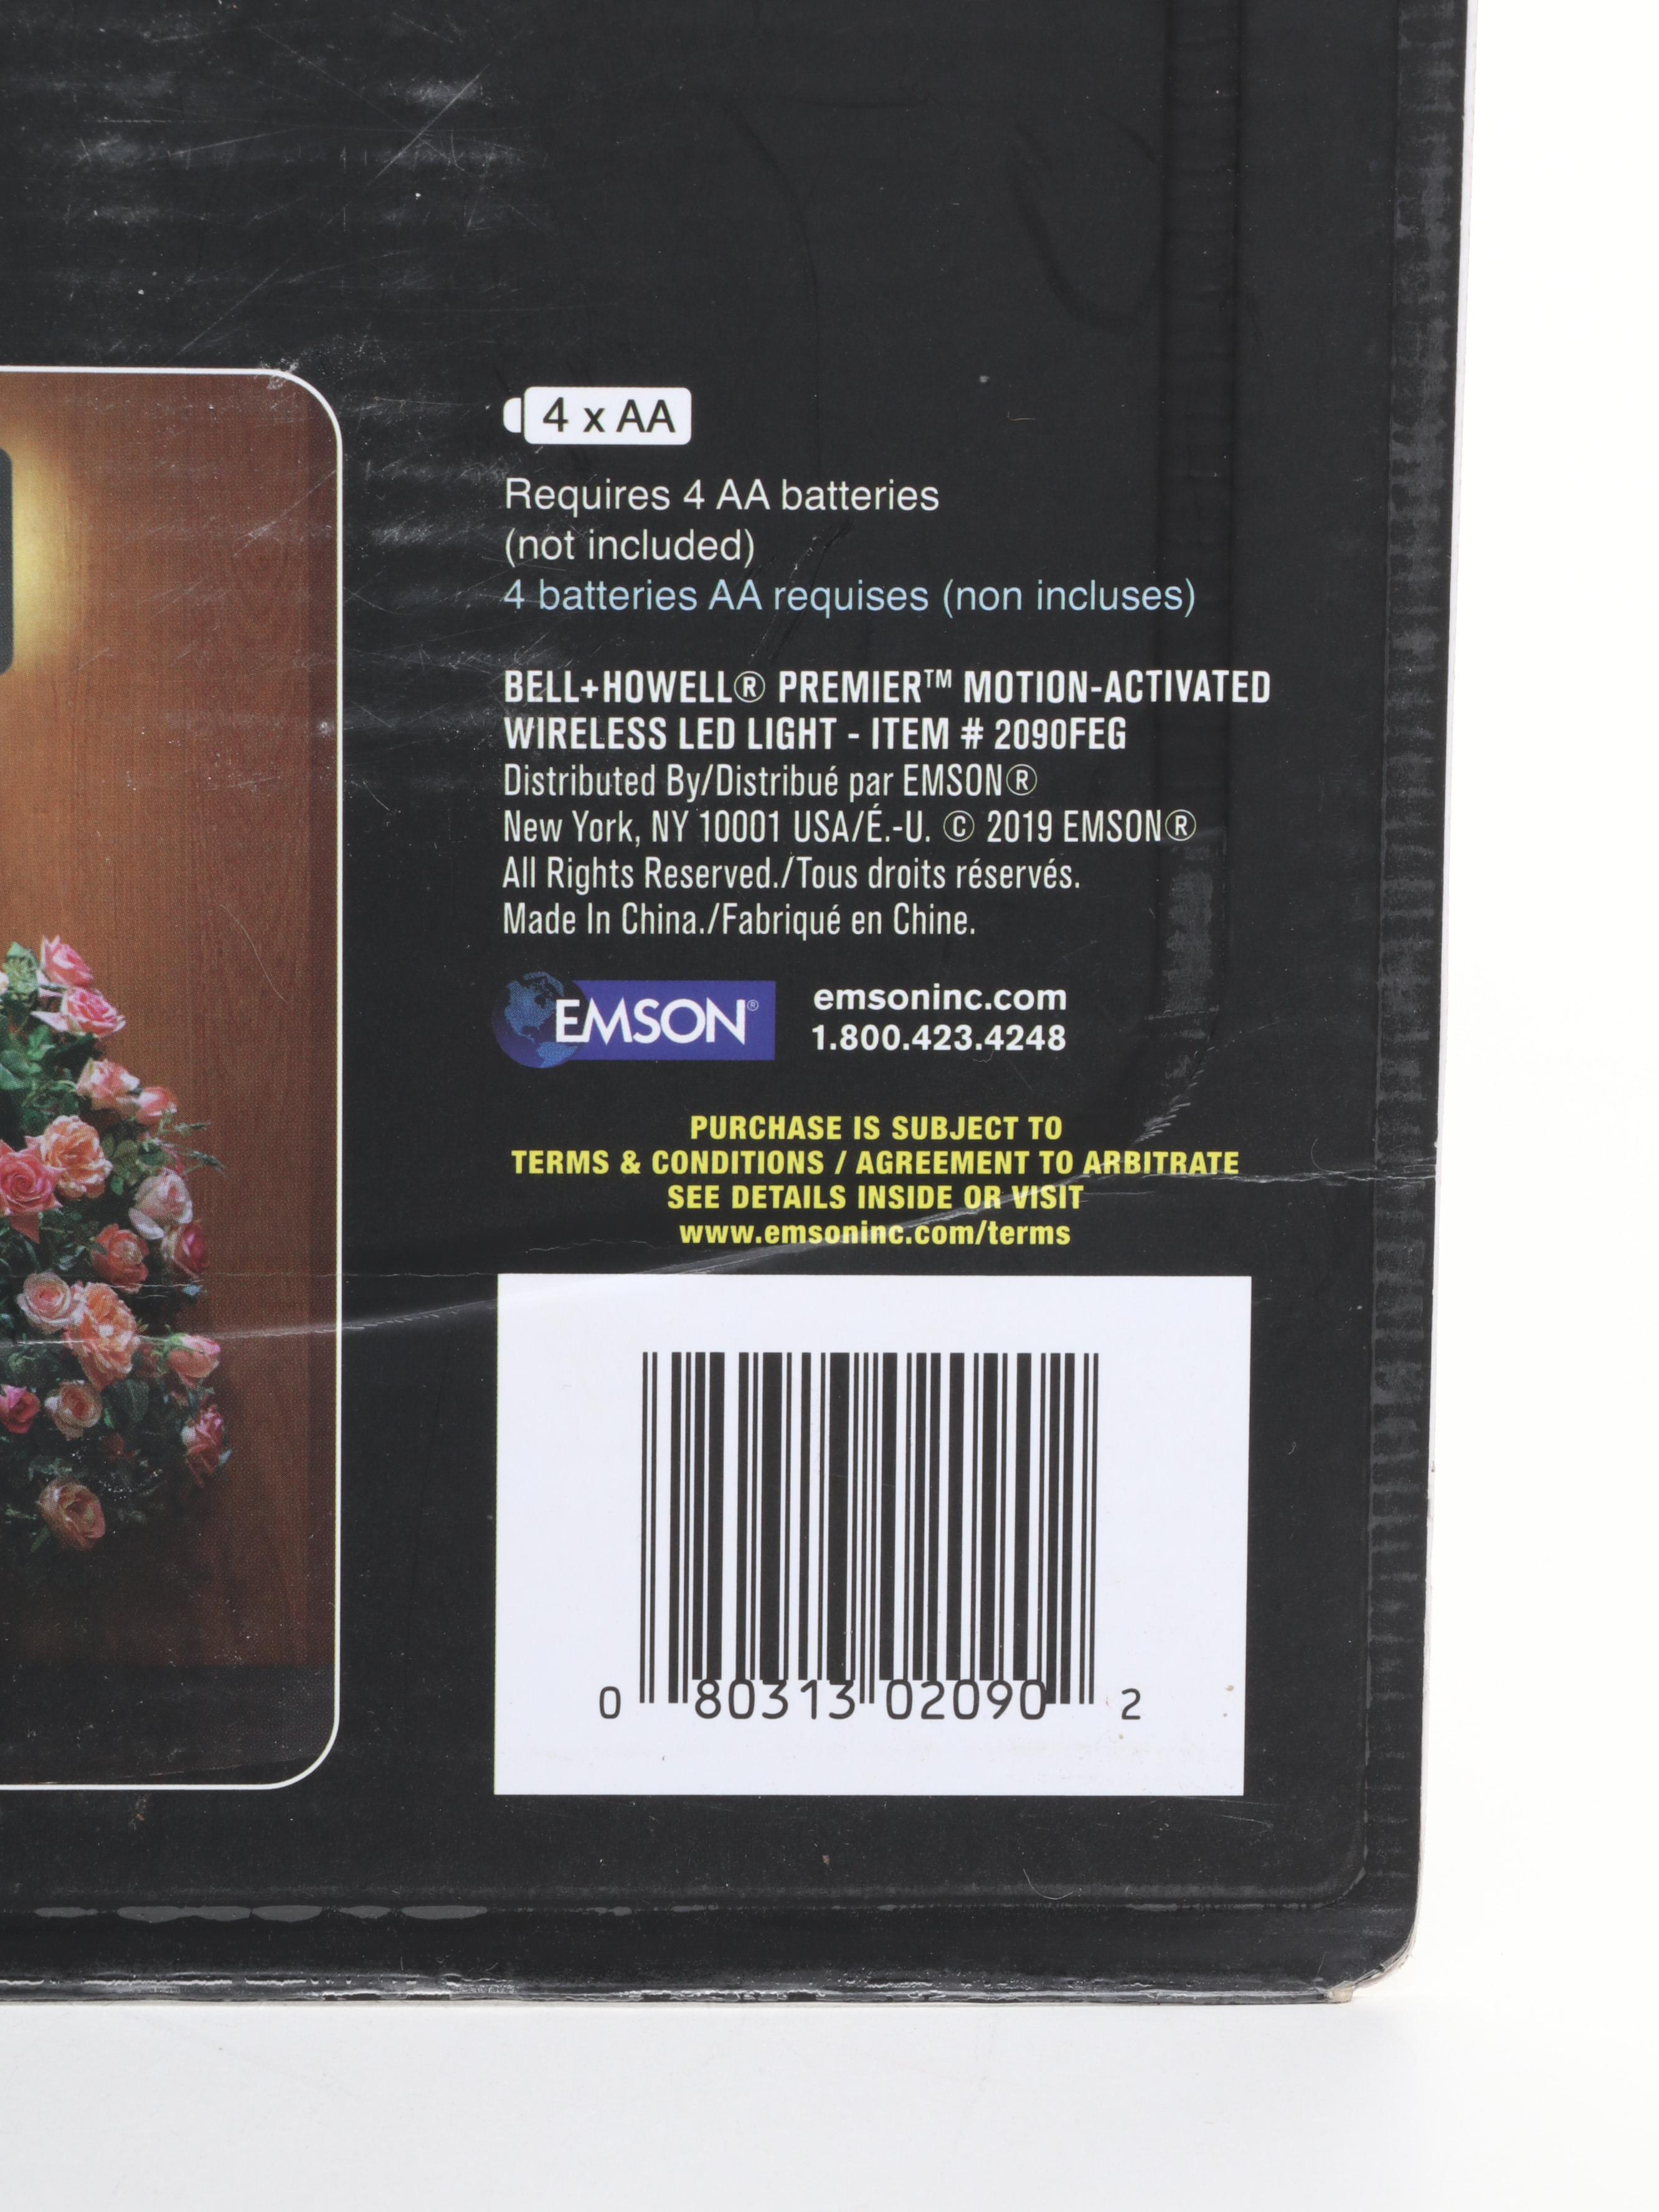 4 x AA
Requires 4 AA batteries
(not included)
4 batteries AA requises (non incluses)
BELL+HOWELL® PREMIER™ MOTION-ACTIVATED
WIRELESS LED LIGHT - ITEM # 2090FEG
Distributed By/Distribué par EMSON®
New York, NY 10001 USA/É.-U. © 2019 EMSON®
All Rights Reserved./Tous droits réservés.
Made In China./Fabriqué en Chine.
EMSON®
emsoninc.com
1.800.423.4248
PURCHASE IS SUBJECT TO
TERMS & CONDITIONS / AGREEMENT TO ARBITRATE
SEE DETAILS INSIDE OR VISIT
www.emsoninc.com/terms
0 80313 02090 2